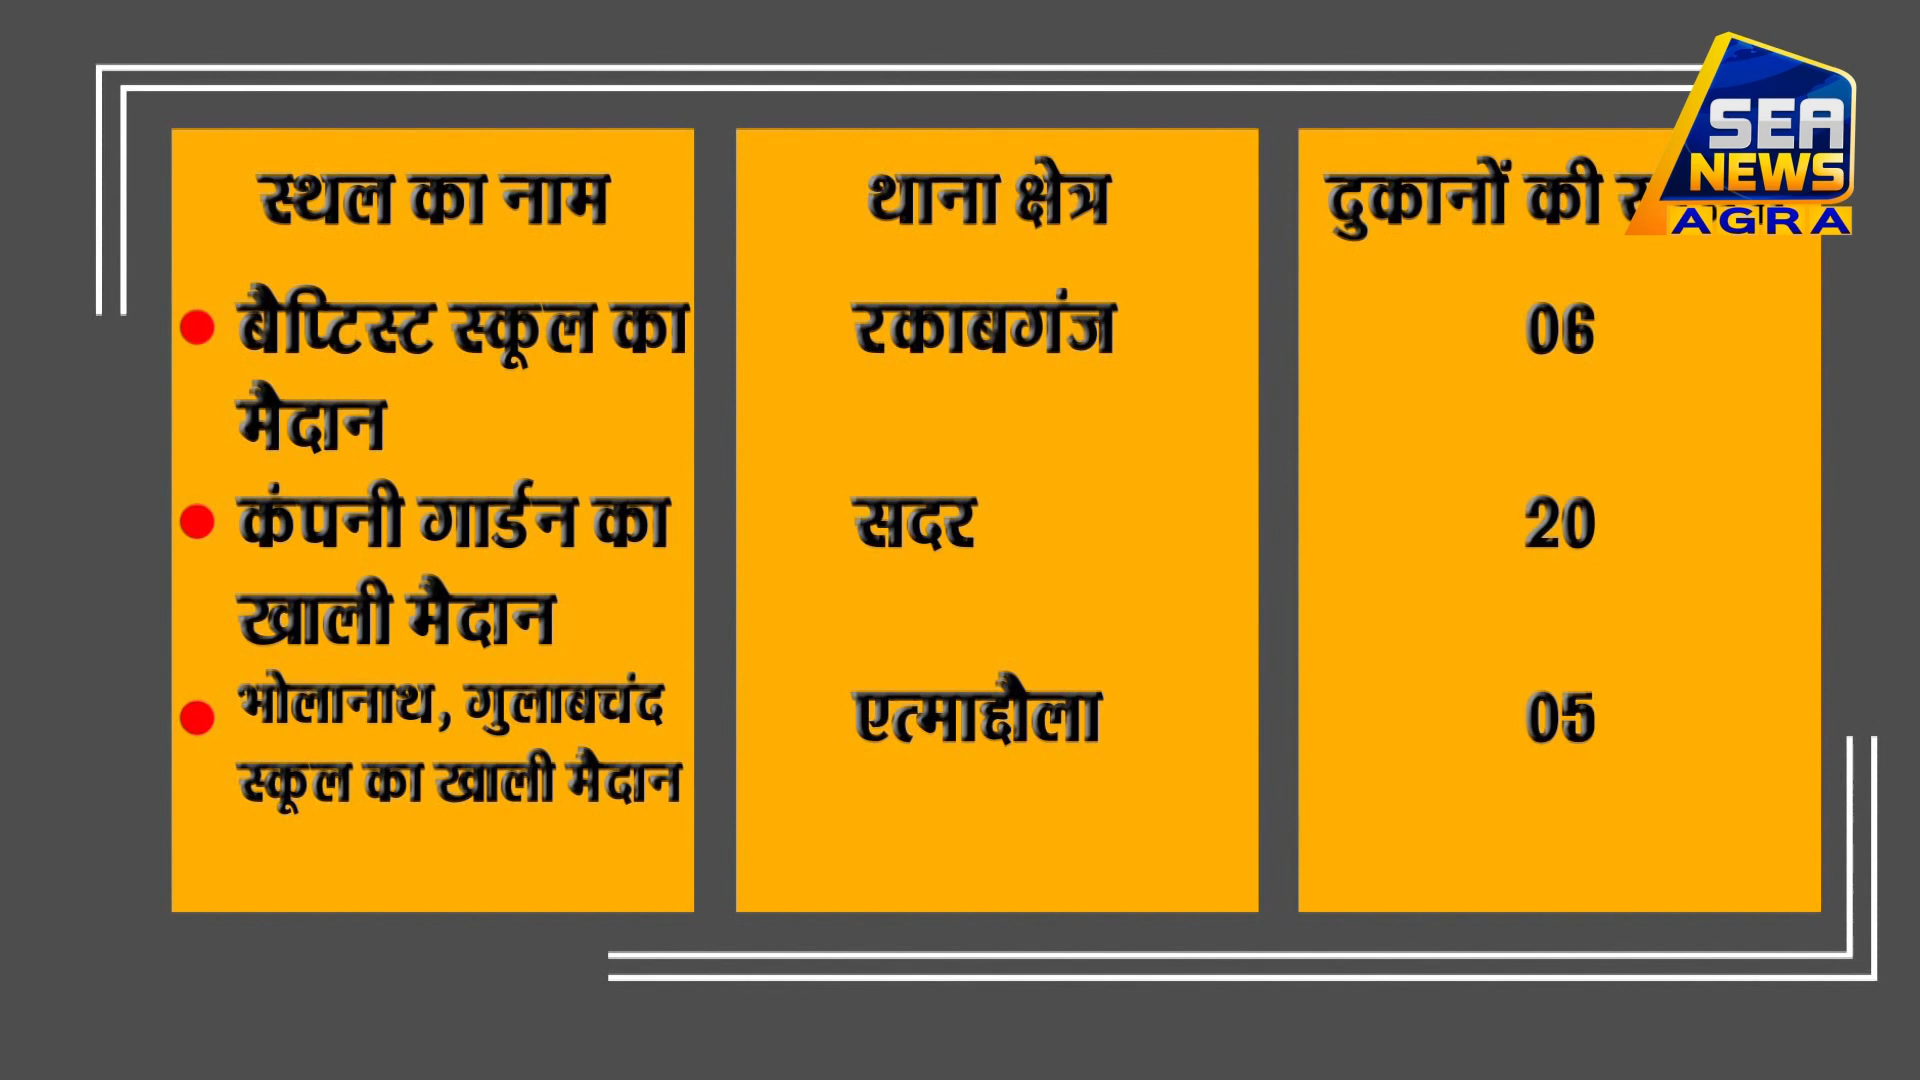 स्थल का नाम
थाना क्षेत्र
दुकानों की
SEA
NEWS
AGRA
बैप्टिस्ट स्कूल का
मैदान
रकाबगंज
06
कंपनी गार्डन का
खाली मैदान
सदर
20
भोलानाथ, गुलाबचंद
स्कूल का खाली मैदान
एत्माद्दौला
05